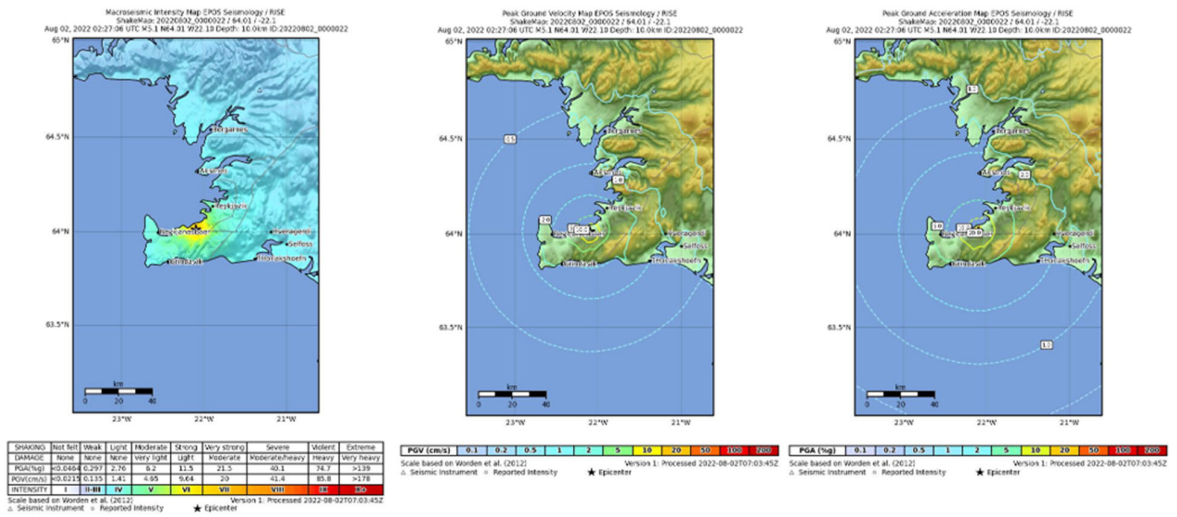 Macroseismic Intensity Map EPOS Seismology / RISE
ShakeMap: 20220802_0000022 / 64.01 / -22.1
Aug 02, 2022 02:27:06 UTC M5.1 N64.01 W22.10 Depth: 10.0km ID:20220802_0000022
65°N
64.5°N
64°N
63.5°N
23°W 22°W 21°W
Borgarnes
Selfoss
km
0 20 40
SHAKING Not felt Weak Light Moderate Strong Very strong Severe Violent Extreme
DAMAGE None None None Very light Light Moderate Moderate/heavy Heavy Very heavy
PGA(%g) <0.0464 0.297 2.76 6.2 11.5 21.5 40.1 74.7 >139
PGV(cm/s) <0.0215 0.135 1.41 4.65 9.64 20 41.4 85.8 >178
INTENSITY I II-III IV V VI VII VIII IX X+
Scale based on Worden et al. (2012) Version 1: Processed 2022-08-02T07:03:45Z
△ Seismic Instrument ○ Reported Intensity ★ Epicenter
Peak Ground Velocity Map EPOS Seismology / RISE
ShakeMap: 20220802_0000022 / 64.01 / -22.1
Aug 02, 2022 02:27:06 UTC M5.1 N64.01 W22.10 Depth: 10.0km ID:20220802_0000022
65°N
64.5°N
64°N
63.5°N
23°W 22°W 21°W
Borgarnes
Selfoss
km
0 20 40
PGV (cm/s) 0.1 0.2 0.5 1 2 5 10 20 50 100 200
Scale based on Worden et al. (2012) Version 1: Processed 2022-08-02T07:03:45Z
△ Seismic Instrument ○ Reported Intensity ★ Epicenter
Peak Ground Acceleration Map EPOS Seismology / RISE
ShakeMap: 20220802_0000022 / 64.01 / -22.1
Aug 02, 2022 02:27:06 UTC M5.1 N64.01 W22.10 Depth: 10.0km ID:20220802_0000022
65°N
64.5°N
64°N
63.5°N
23°W 22°W 21°W
Borgarnes
Selfoss
km
0 20 40
PGA (%g) 0.1 0.2 0.5 1 2 5 10 20 50 100 200
Scale based on Worden et al. (2012) Version 1: Processed 2022-08-02T07:03:45Z
△ Seismic Instrument ○ Reported Intensity ★ Epicenter